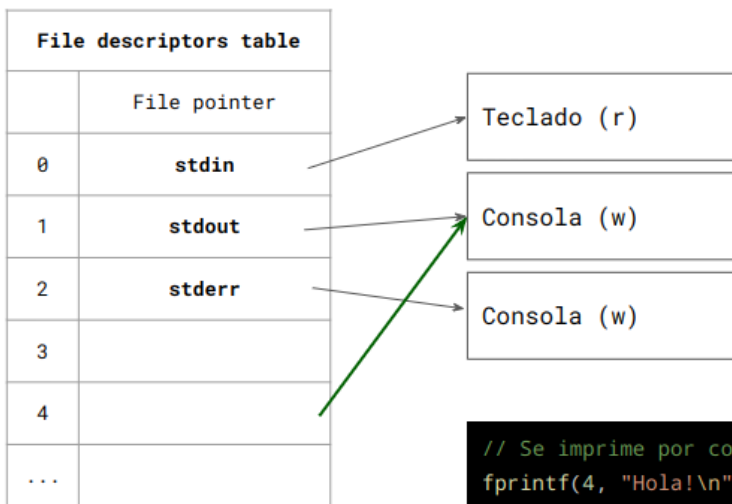 File descriptors table
File pointer
0 stdin
1 stdout
2 stderr
3
4
...
Teclado (r)
Consola (w)
Consola (w)
// Se imprime por co
fprintf(4, "Hola!\n"